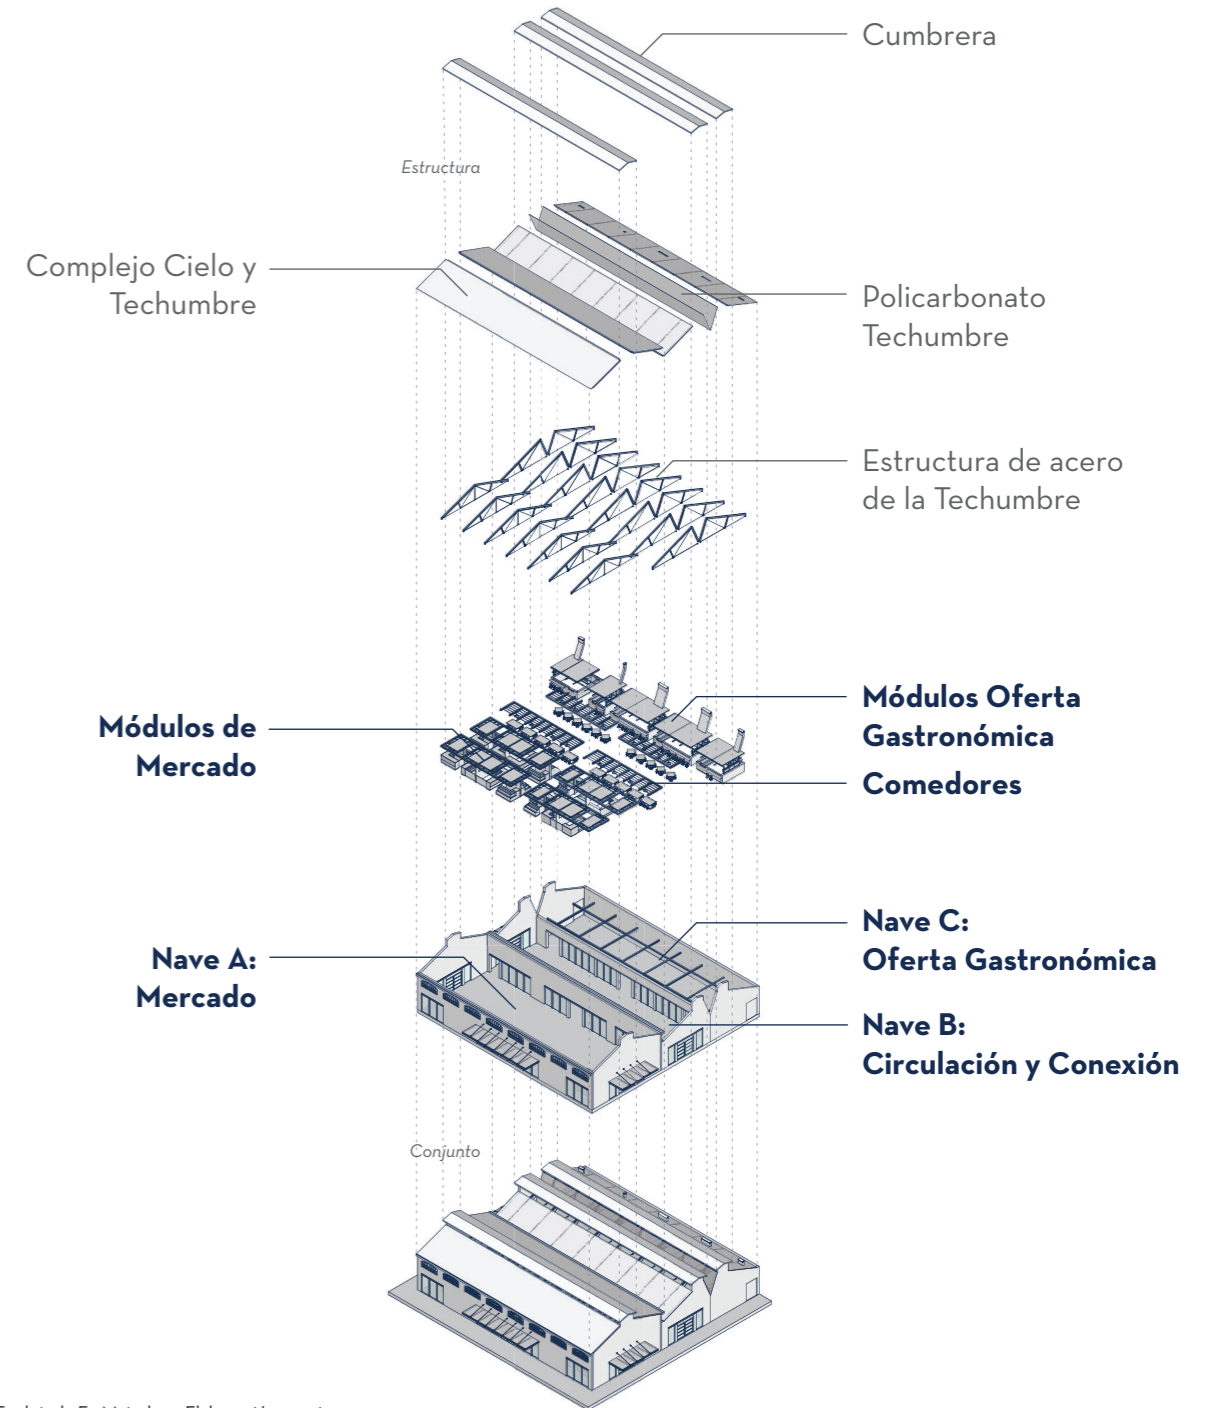 Cumbrera
Estructura
Complejo Cielo y
Techumbre
Policarbonato
Techumbre
Estructura de acero
de la Techumbre
Módulos de
Mercado
Módulos Oferta
Gastronómica
Comedores
Nave A:
Mercado
Nave C:
Oferta Gastronómica
Nave B:
Circulación y Conexión
Conjunto